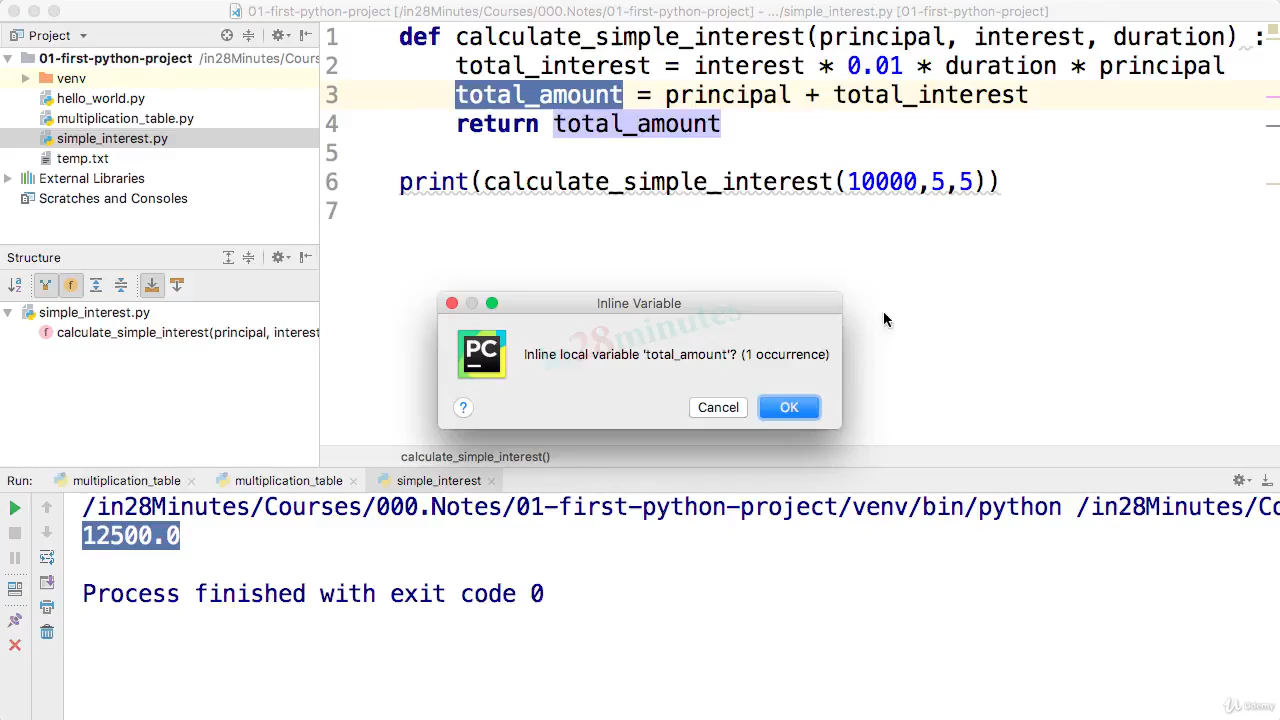 01-first-python-project [/in28Minutes/Courses/000.Notes/01-first-python-project] - .../simple_interest.py [01-first-python-project]
Project
01-first-python-project /in28Minutes/Cours
venv
hello_world.py
multiplication_table.py
simple_interest.py
temp.txt
External Libraries
Scratches and Consoles
1 def calculate_simple_interest(principal, interest, duration) :
2 total_interest = interest * 0.01 * duration * principal
3 total_amount = principal + total_interest
4 return total_amount
5
6 print(calculate_simple_interest(10000,5,5))
7
Structure
simple_interest.py
f calculate_simple_interest(principal, interest
Inline Variable
28minutes
PC
Inline local variable 'total_amount'? (1 occurrence)
? Cancel OK
calculate_simple_interest()
Run: multiplication_table multiplication_table simple_interest
/in28Minutes/Courses/000.Notes/01-first-python-project/venv/bin/python /in28Minutes/Co
12500.0
Process finished with exit code 0
Udemy